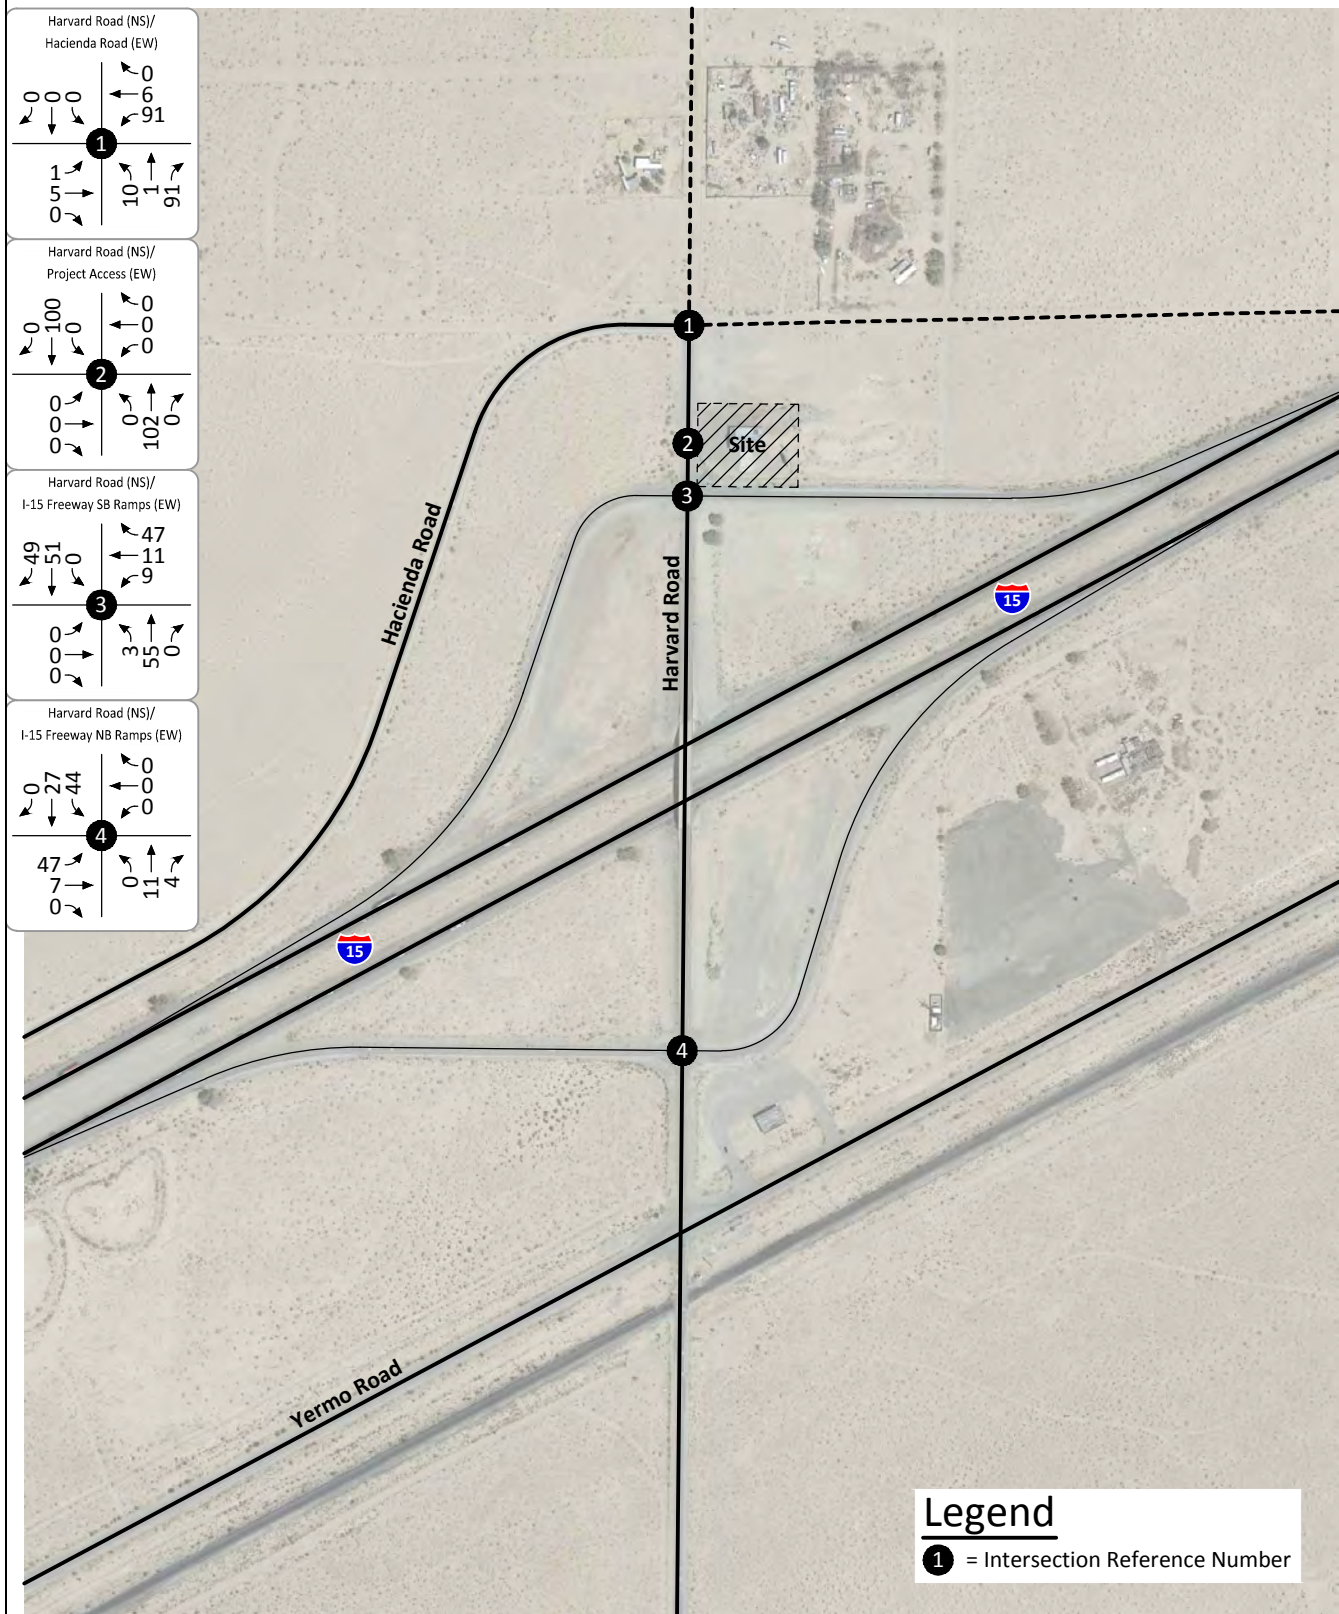 Harvard Road (NS)/
Hacienda Road (EW)
0 0 0
0
6
91
1
1
5
0
10 1 91
Harvard Road (NS)/
Project Access (EW)
0 100 0
0
0
0
2
0
0
0
0 102 0
Harvard Road (NS)/
I-15 Freeway SB Ramps (EW)
49 51 0
47
11
9
3
0
0
0
3 55 0
Harvard Road (NS)/
I-15 Freeway NB Ramps (EW)
0 27 44
0
0
0
4
47
7
0
0 11 4
1
2
Site
3
Hacienda Road
Harvard Road
15
15
4
Yermo Road
Legend
1 = Intersection Reference Number